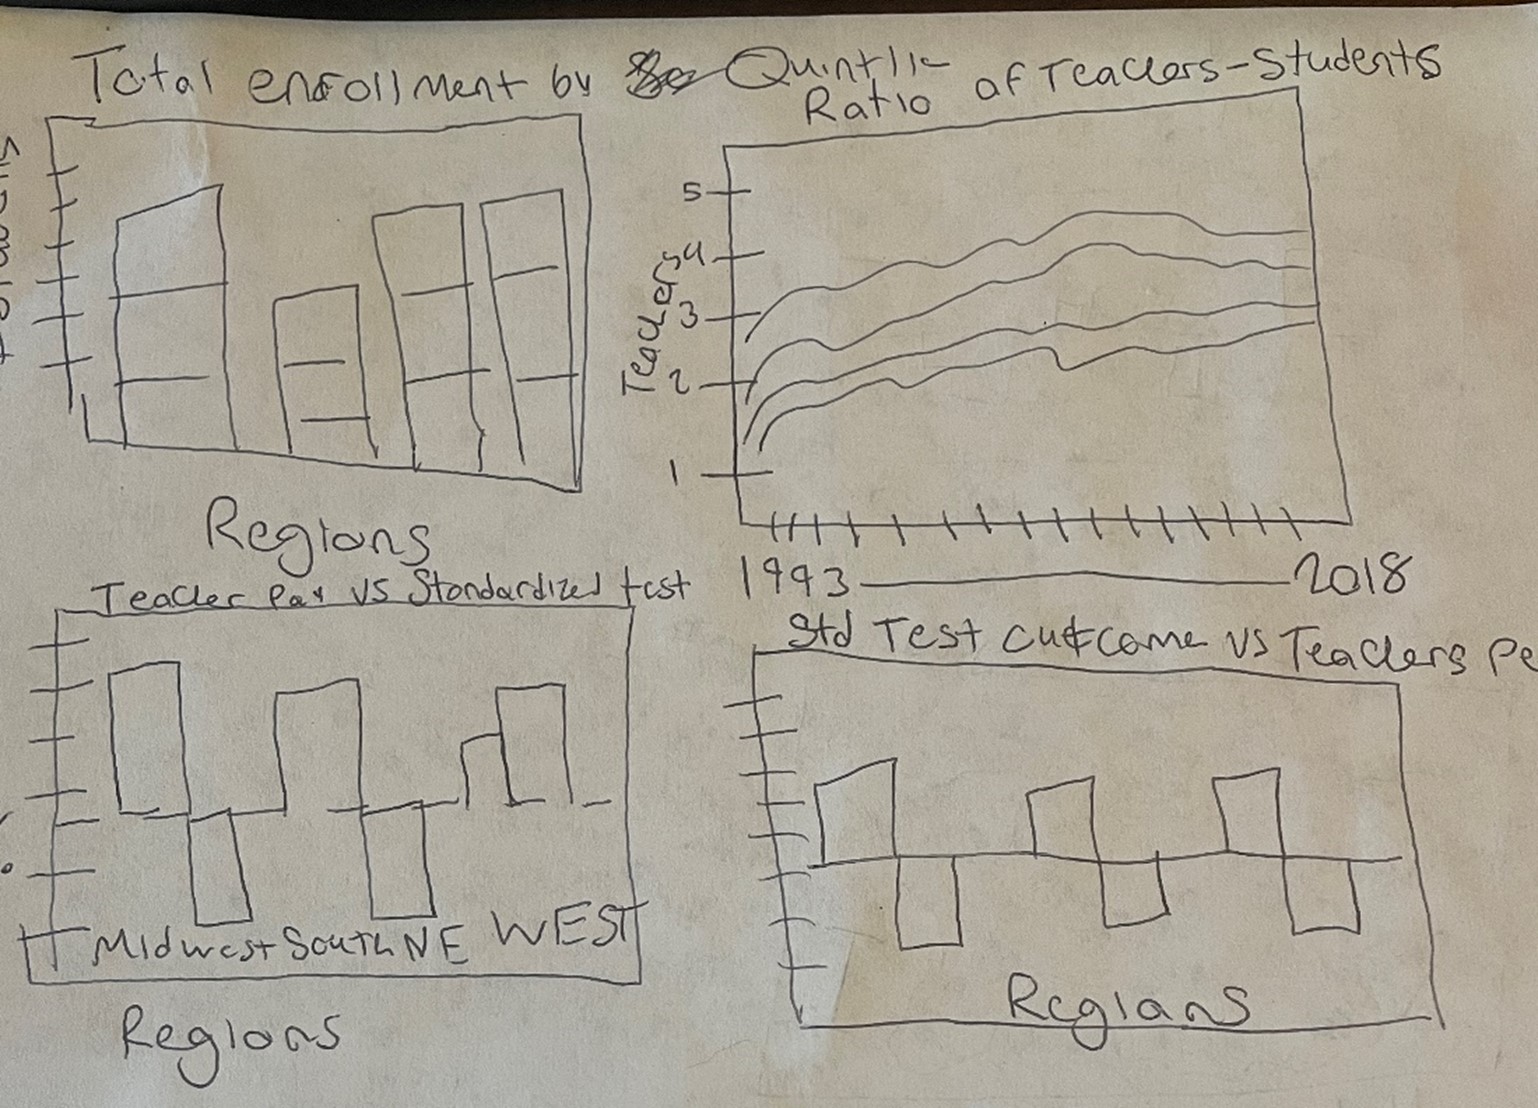 Total enrollment by
Quintile of Teachers-Students
Ratio
Teachers
5
4
3
2
1
Regions
1993 2018
Teacher Pay VS Standardized test
Std Test outcome VS Teachers Pe
Midwest South NE WEST
Regions
Regions